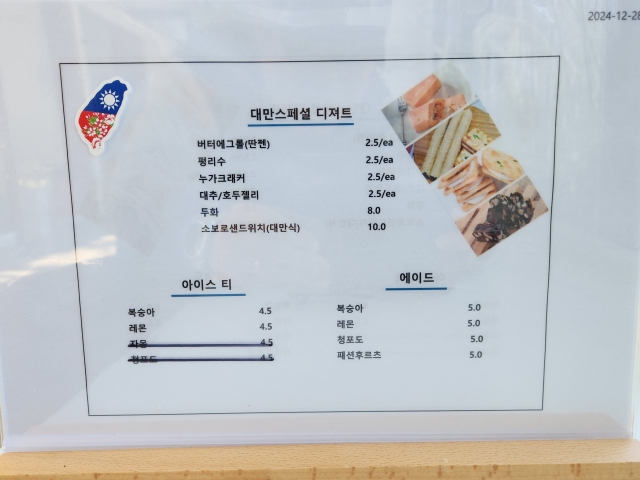 2024-12-28
대만스페셜 디져트
버터에그롤(딴켄) 2.5/ea
펑리수 2.5/ea
누가크래커 2.5/ea
대추/호두젤리 2.5/ea
두화 8.0
소보로샌드위치(대만식) 10.0
아이스 티
복숭아 4.5
레몬 4.5
자몽 4.5
청포도 4.5
에이드
복숭아 5.0
레몬 5.0
청포도 5.0
패션후르츠 5.0